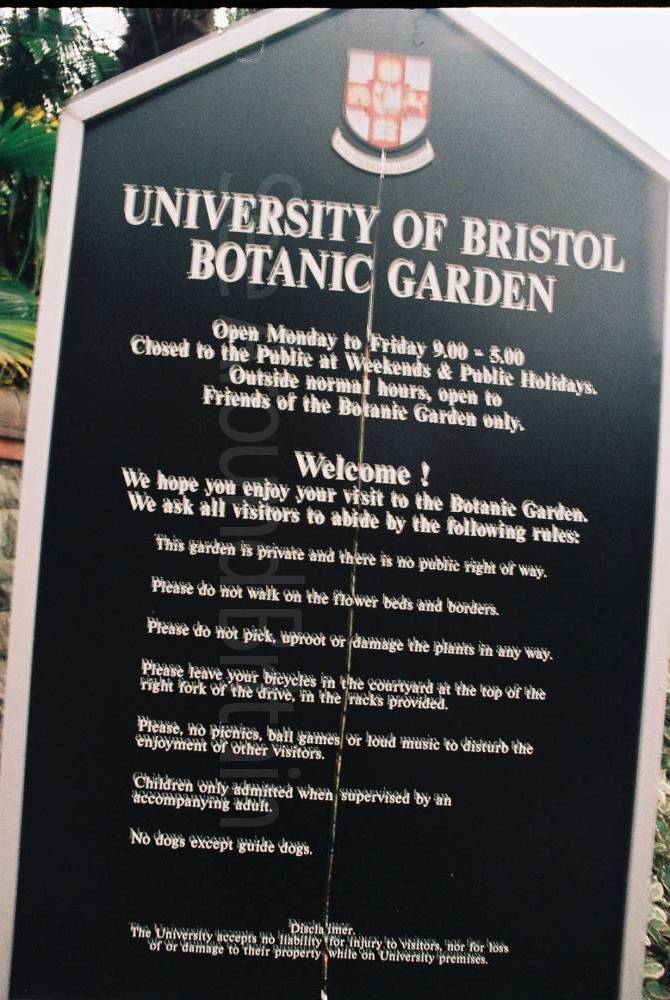 UNIVERSITY OF BRISTOL
BOTANIC GARDEN
Open Monday to Friday 9.00 - 5.00
Closed to the Public at Weekends & Public Holidays.
Outside normal hours, open to
Friends of the Botanic Garden only.
Welcome !
We hope you enjoy your visit to the Botanic Garden.
We ask all visitors to abide by the following rules:
This garden is private and there is no public right of way.
Please do not walk on the flower beds and borders.
Please do not pick, uproot or damage the plants in any way.
Please leave your bicycles in the courtyard at the top of the
right fork of the drive, in the racks provided.
Please, no picnics, ball games or loud music to disturb the
enjoyment of other visitors.
Children only admitted when supervised by an
accompanying adult.
No dogs except guide dogs.
Disclaimer.
The University accepts no liability for injury to visitors, nor for loss
of or damage to their property while on University premises.
SeeAroundBritain